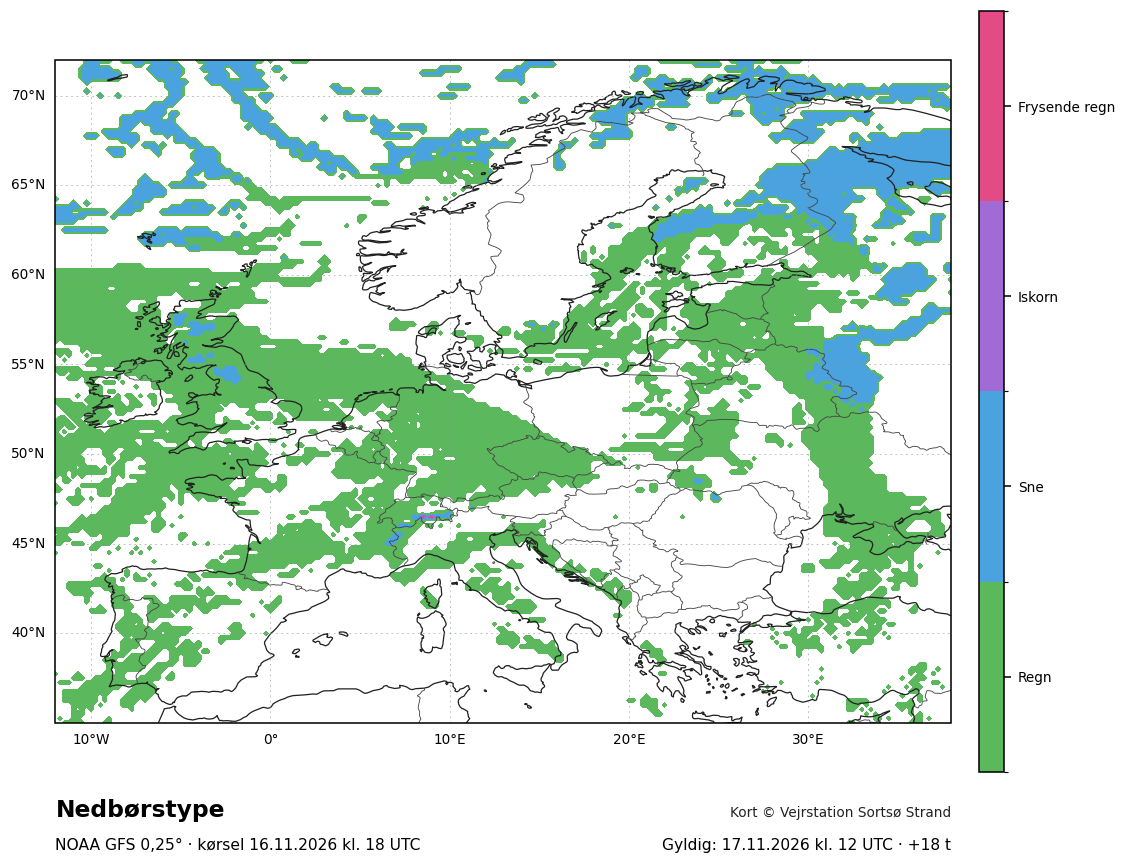 Frysende regn
Iskorn
Sne
Regn
70°N
65°N
60°N
55°N
50°N
45°N
40°N
10°W
0°
10°E
20°E
30°E
Nedbørstype
Kort © Vejrstation Sortsø Strand
NOAA GFS 0,25° · kørsel 16.11.2026 kl. 18 UTC
Gyldig: 17.11.2026 kl. 12 UTC · +18 t